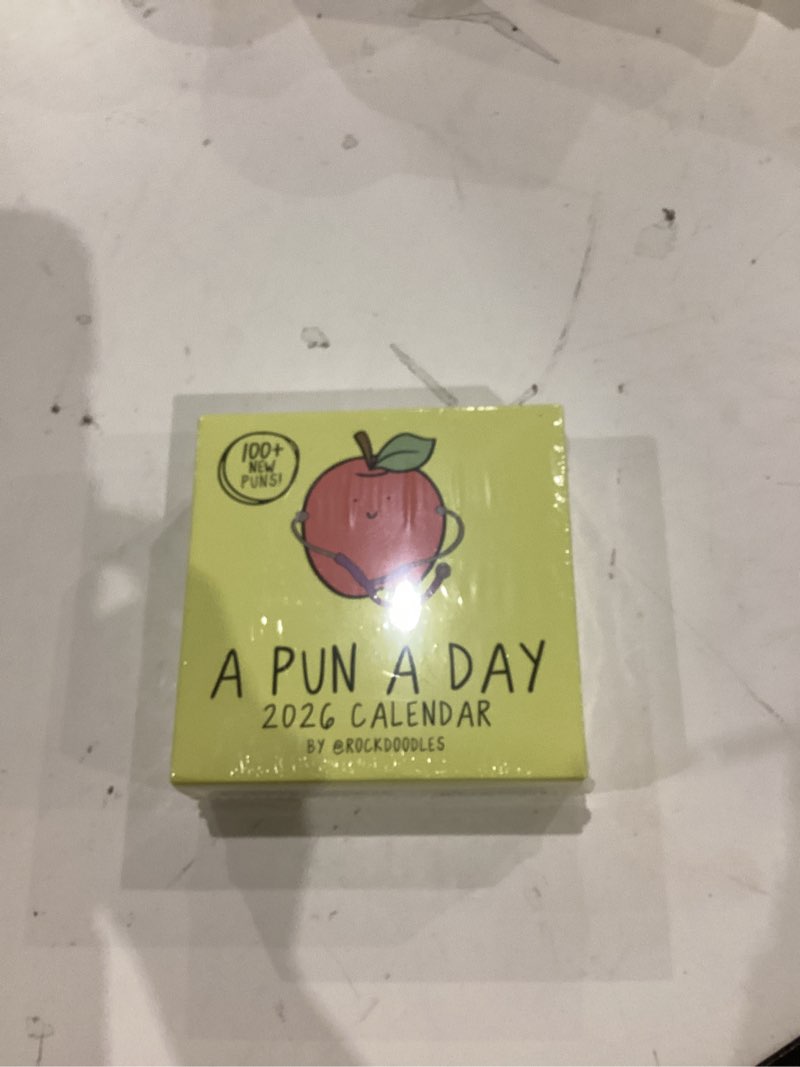 100+
NEW
PUNS!
A PUN A DAY
2026 CALENDAR
BY @ROCKDOODLES